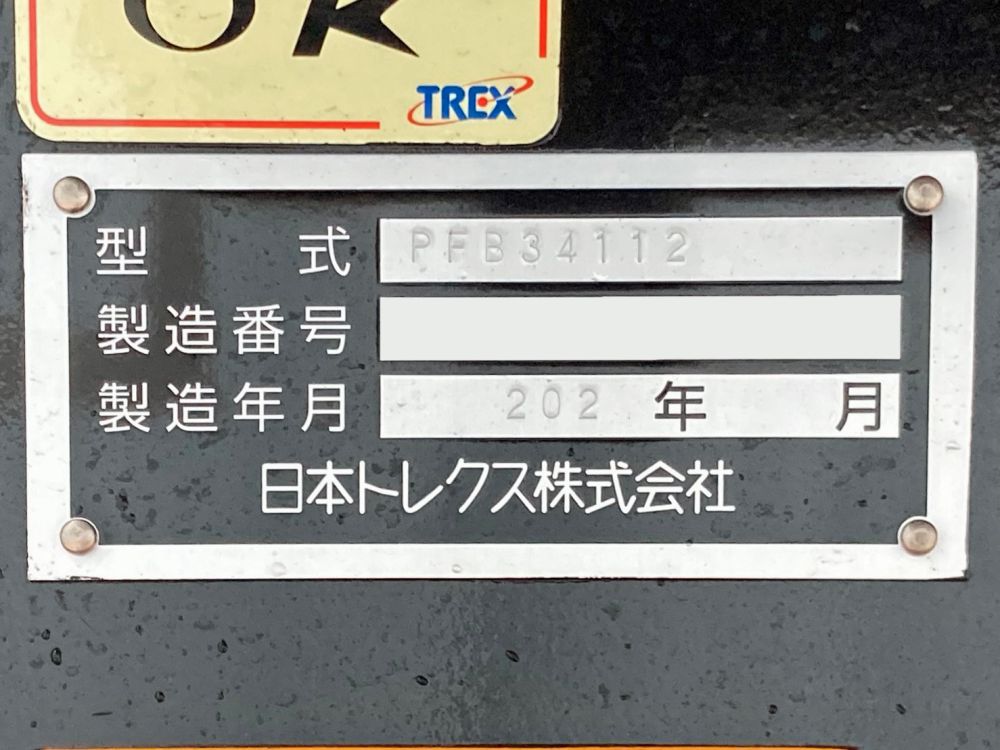 OK
TREX
型式 PFB34112
製造番号
製造年月 202 年 月
日本トレクス株式会社